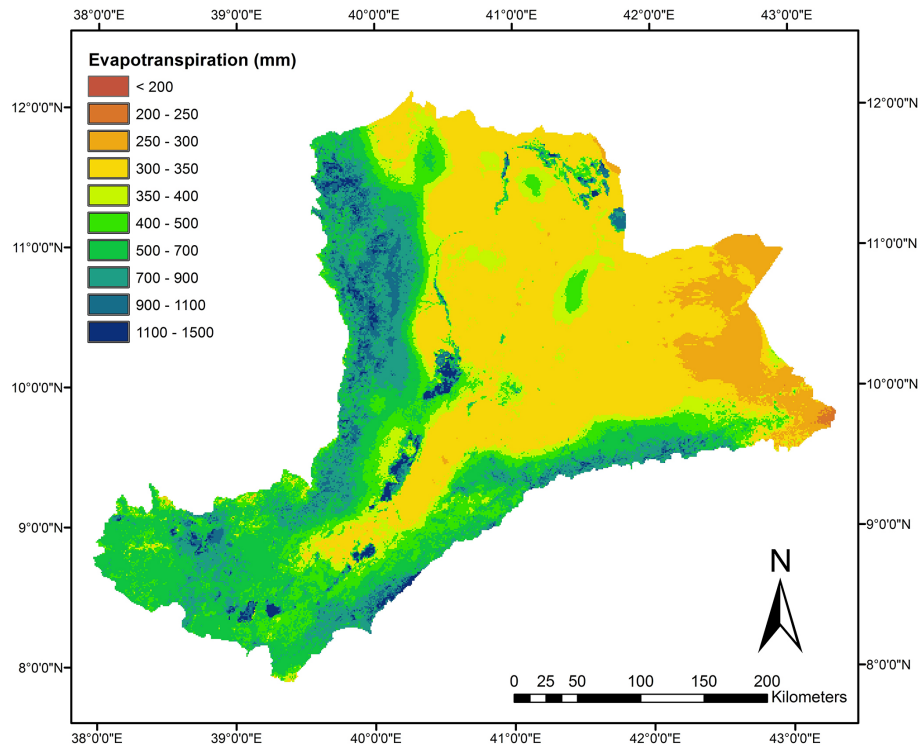 38°0'0"E 39°0'0"E 40°0'0"E 41°0'0"E 42°0'0"E 43°0'0"E
Evapotranspiration (mm)
< 200
200 - 250
250 - 300
300 - 350
350 - 400
400 - 500
500 - 700
700 - 900
900 - 1100
1100 - 1500
12°0'0"N 12°0'0"N
11°0'0"N 11°0'0"N
10°0'0"N 10°0'0"N
9°0'0"N 9°0'0"N
8°0'0"N 8°0'0"N
N
0 25 50 100 150 200
Kilometers
38°0'0"E 39°0'0"E 40°0'0"E 41°0'0"E 42°0'0"E 43°0'0"E